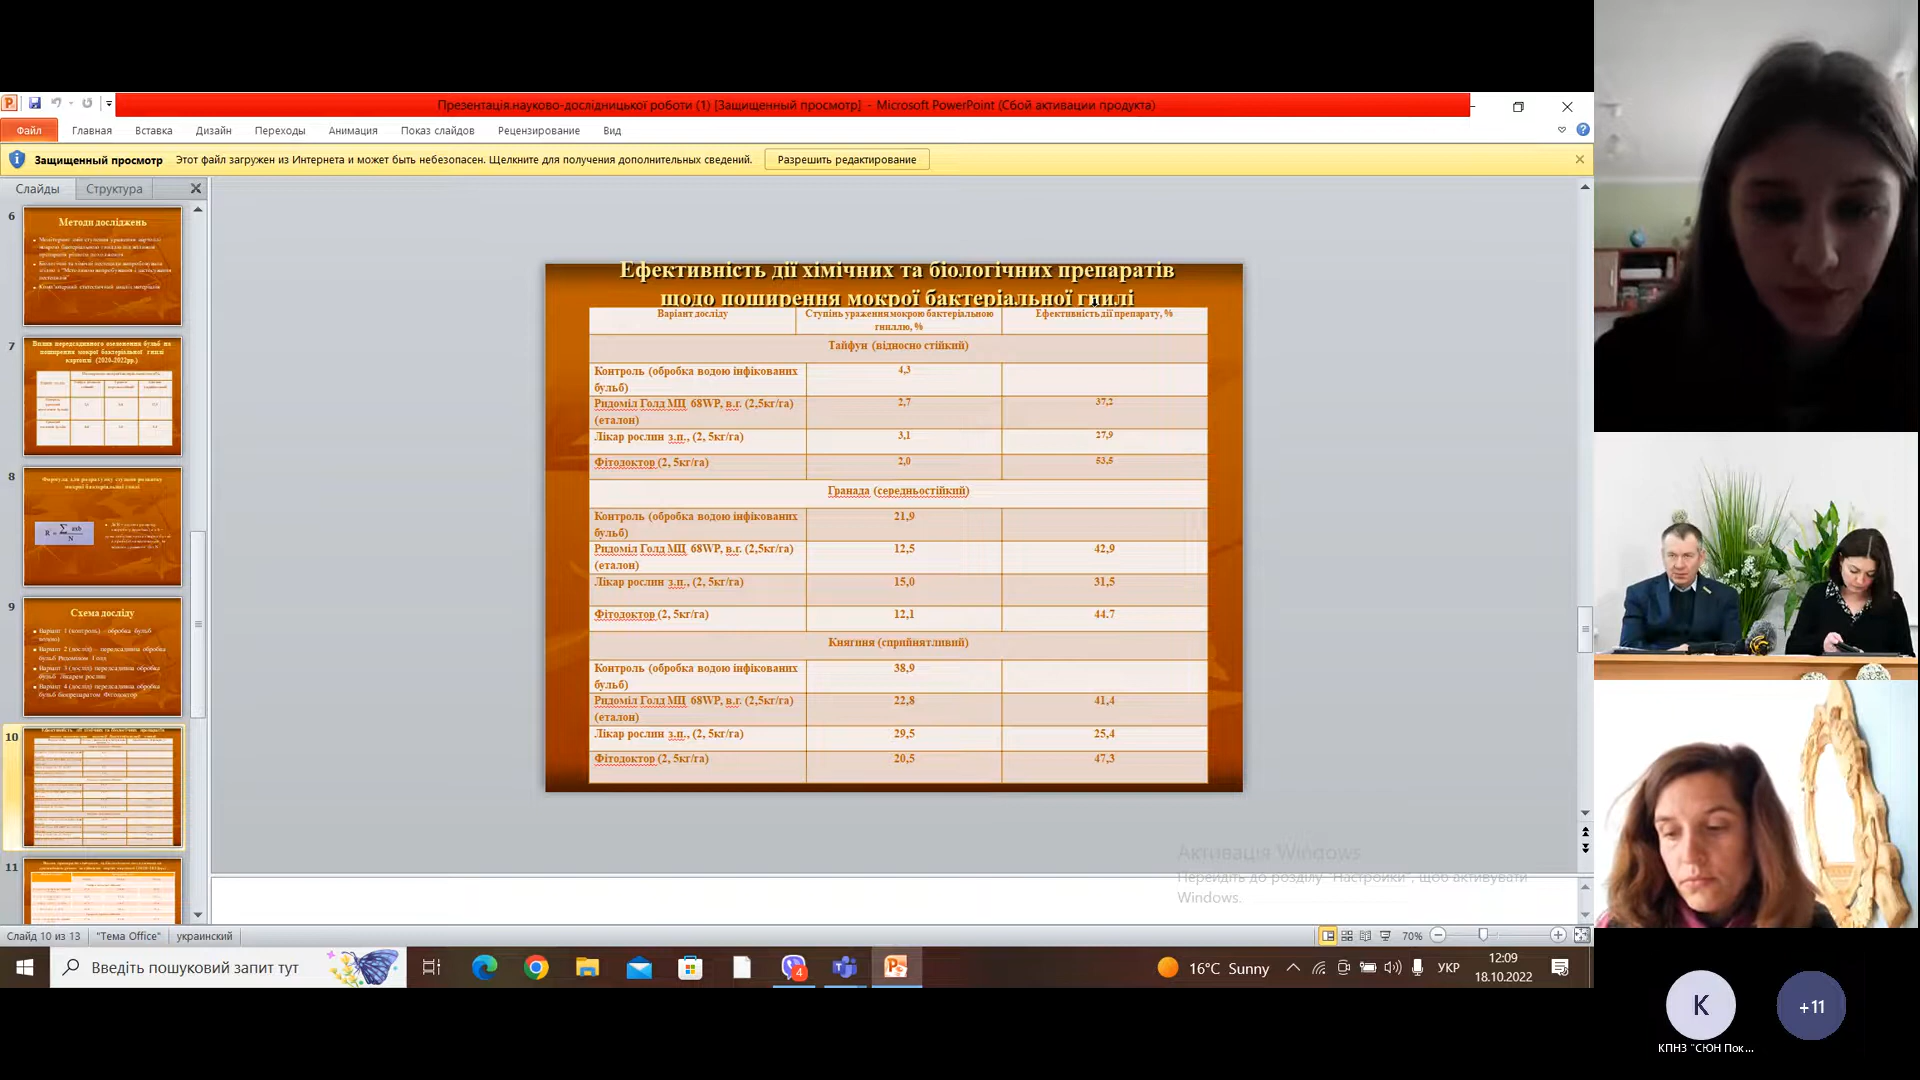 Презентация.науково-дослідницької роботи (1) [Защищенный просмотр] - Microsoft PowerPoint (Сбой активации продукта)
Файл Главная Вставка Дизайн Переходы Анимация Показ слайдов Рецензирование Вид
Защищенный просмотр Этот файл загружен из Интернета и может быть небезопасен. Щелкните для получения дополнительных сведений. Разрешить редактирование
Слайды Структура
6
Методи досліджень
7
8
9
Схема досліду
10
11
Ефективність дії хімічних та біологічних препаратів
щодо поширення мокрої бактеріальної гнилі
Варіант досліду Ступінь ураження мокрою бактеріальною гниллю, % Ефективність дії препарату, %
Тайфун (відносно стійкий)
Контроль (обробка водою інфікованих бульб) 4,3
Ридоміл Голд МЦ 68WP, в.г. (2,5кг/га) (еталон) 2,7 37,2
Лікар рослин з.п., (2, 5кг/га) 3,1 27,9
Фітодоктор (2, 5кг/га) 2,0 53,5
Гранада (середньостійкий)
Контроль (обробка водою інфікованих бульб) 21,9
Ридоміл Голд МЦ 68WP, в.г. (2,5кг/га) (еталон) 12,5 42,9
Лікар рослин з.п., (2, 5кг/га) 15,0 31,5
Фітодоктор (2, 5кг/га) 12,1 44.7
Княгиня (сприйнятливий)
Контроль (обробка водою інфікованих бульб) 38,9
Ридоміл Голд МЦ 68WP, в.г. (2,5кг/га) (еталон) 22,8 41,4
Лікар рослин з.п., (2, 5кг/га) 29,5 25,4
Фітодоктор (2, 5кг/га) 20,5 47,3
Активація Windows
Перейдіть до розділу "Настройки", щоб активувати
Windows.
Слайд 10 из 13 "Тема Office" украинский 70%
Введіть пошуковий запит тут
4
16°C Sunny
УКР
12:09
18.10.2022
K
+11
КПНЗ "СЮН Пок...